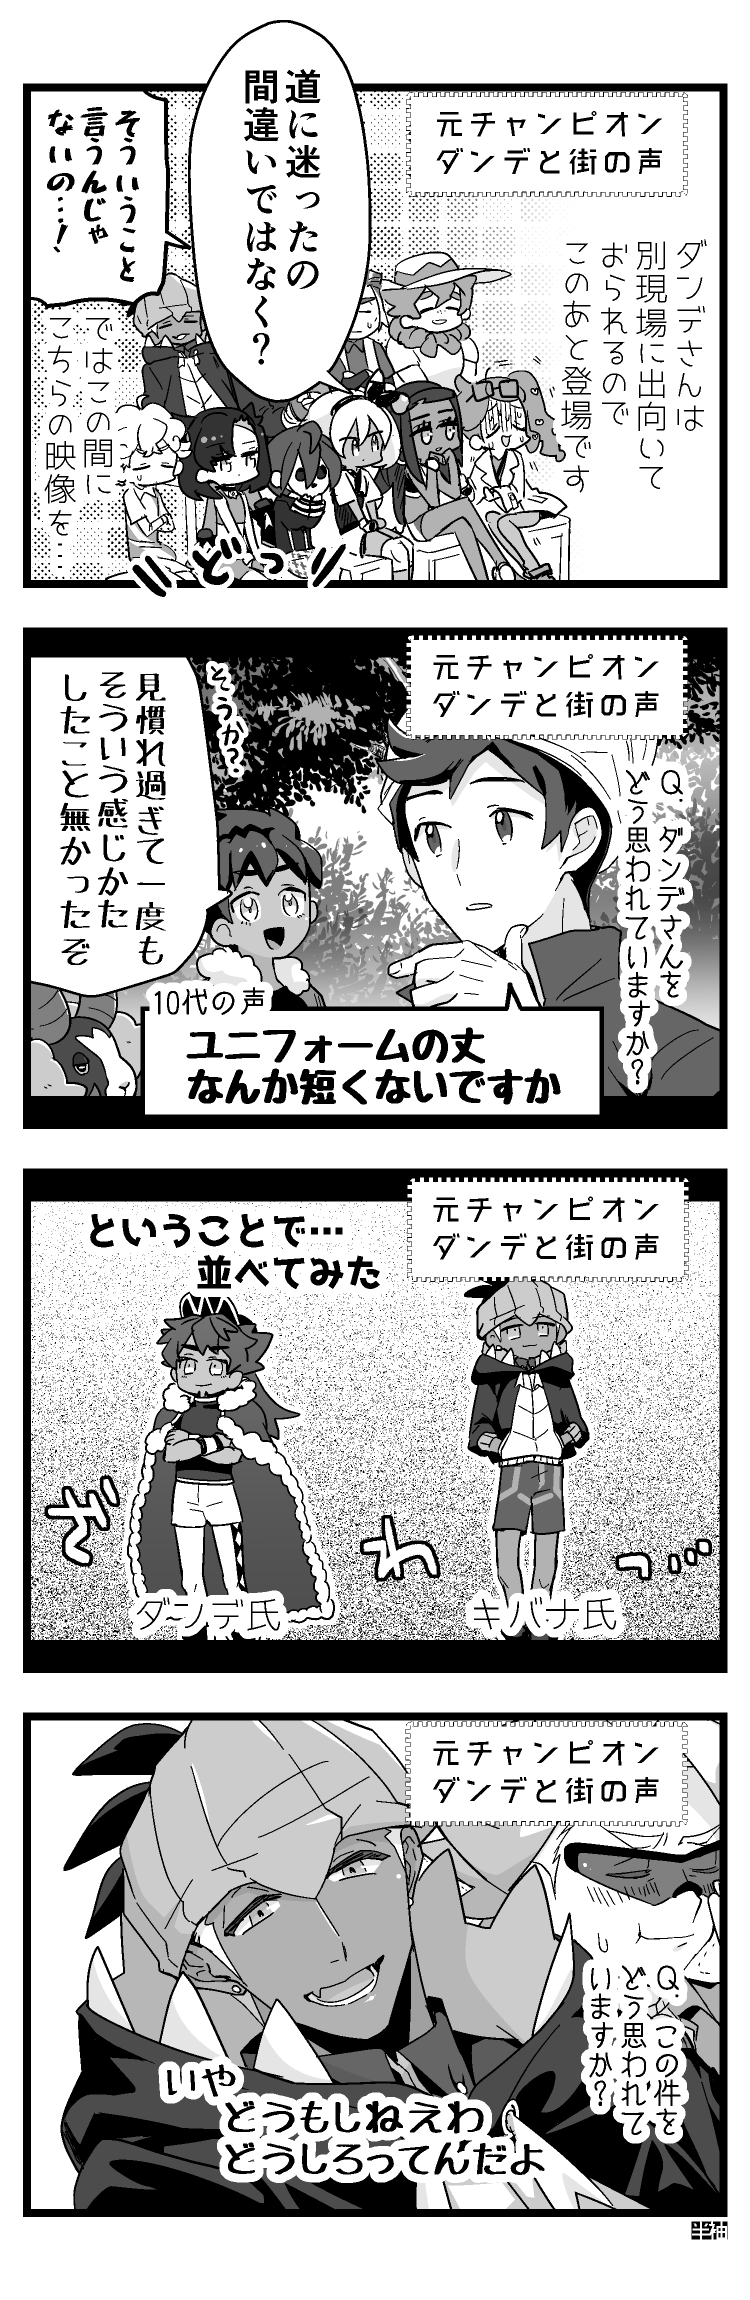 元チャンピオン
ダンデと街の声
ダンデさんは
別現場に出向いて
おられるので
このあと登場です
道に迷ったの
間違いではなく?
そういうこと
言うんじゃ
ないの…!
ではこの間に
こちらの映像を…
どっ
元チャンピオン
ダンデと街の声
Q.ダンデさんを
どう思われていますか?
そうか?
見慣れ過ぎて一度も
そういう感じかた
したこと無かったぞ
10代の声
ユニフォームの丈
なんか短くないですか
元チャンピオン
ダンデと街の声
ということで…
並べてみた
ざわ…
ダンデ氏
キバナ氏
元チャンピオン
ダンデと街の声
Q.この件を
どう思われて
いますか?
いや
どうもしねえわ
どうしろってんだよ